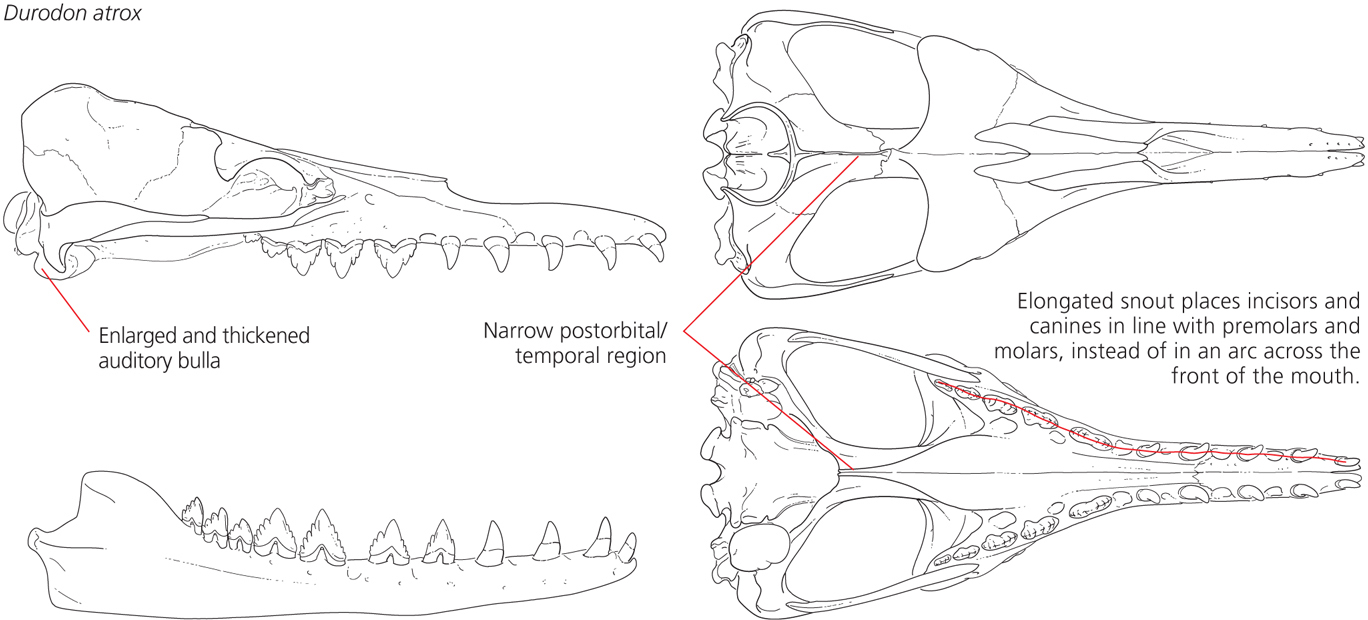 Durodon atrox
Enlarged and thickened
auditory bulla
Narrow postorbital/
temporal region
Elongated snout places incisors and
canines in line with premolars and
molars, instead of in an arc across the
front of the mouth.